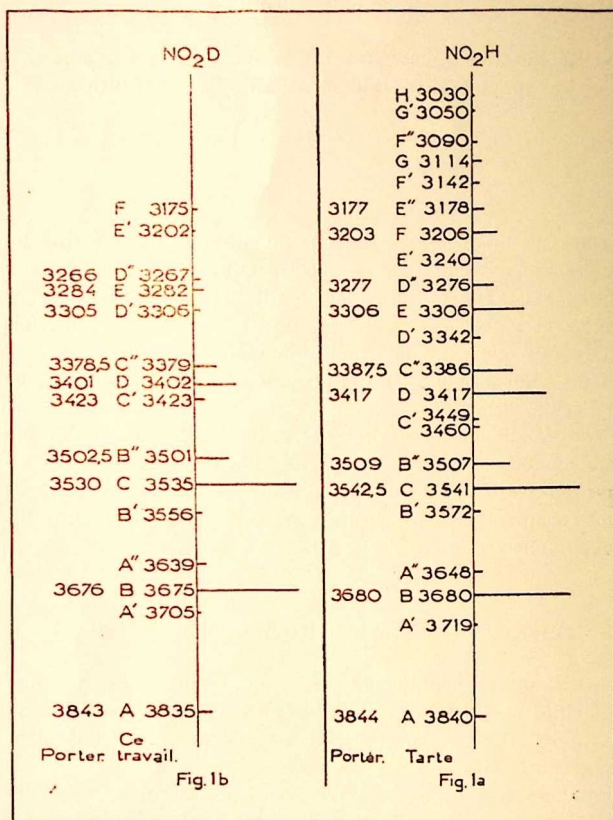 NO2D
F 3175
E' 3202
3266 D" 3267
3284 E 3282
3305 D' 3306
3378,5 C" 3379
3401 D 3402
3423 C' 3423
3502,5 B" 3501
3530 C 3535
B' 3556
A" 3639
3676 B 3675
A' 3705
3843 A 3835
Ce
Porter. travail.
Fig.1b
NO2H
H 3030
G' 3050
F" 3090
G 3114
F' 3142
3177 E" 3178
3203 F 3206
E' 3240
3277 D" 3276
3306 E 3306
D' 3342
3387,5 C" 3386
3417 D 3417
C' 3449
3460
3509 B" 3507
3542,5 C 3541
B' 3572
A" 3648
3680 B 3680
A' 3719
3844 A 3840
Portér. Tarte
Fig.1a